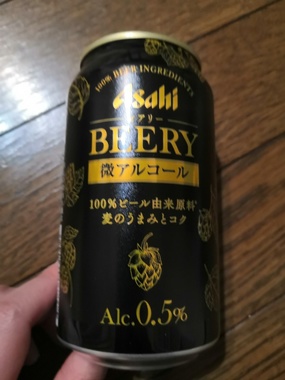 100% BEER INGREDIENTS
Asahi
ビアリー
BEERY
微アルコール
100%ビール由来原料*
麦のうまみとコク
Alc.0.5%